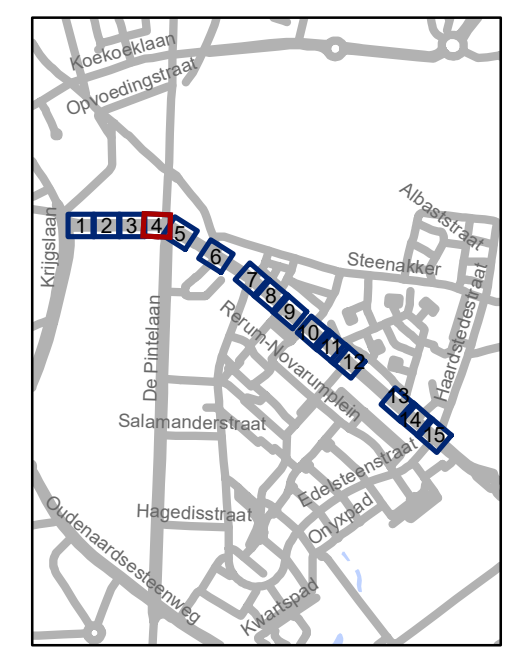 Koekoeklaan
Opvoedingstraat
Krijgslaan
1
2
3
4
5
6
7
8
9
10
11
12
13
14
15
Albaststraat
Steenakker
Haardstedestraat
De Pintelaan
Rerum-Novarumplein
Salamanderstraat
Edelsteenstraat
Hagedisstraat
Onyxpad
Oudenaardsesteenweg
Kwartspad